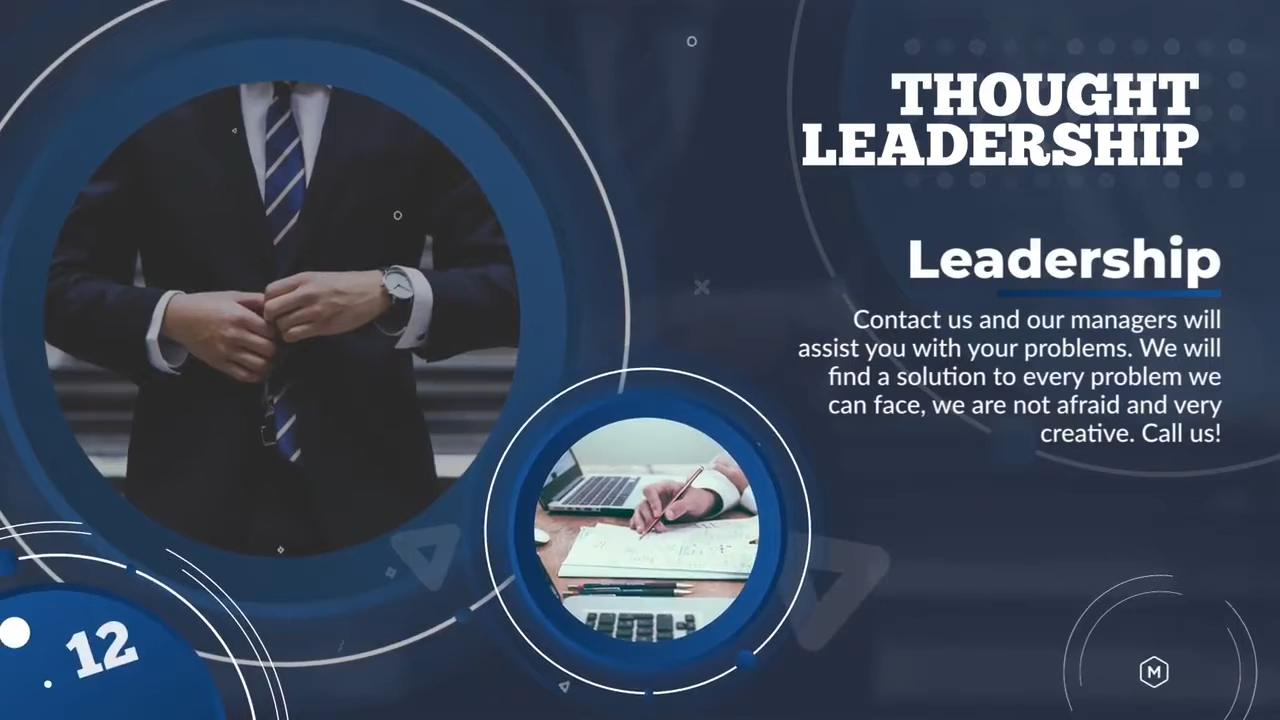 THOUGHT
LEADERSHIP
Leadership
Contact us and our managers will
assist you with your problems. We will
find a solution to every problem we
can face, we are not afraid and very
creative. Call us!
12
M